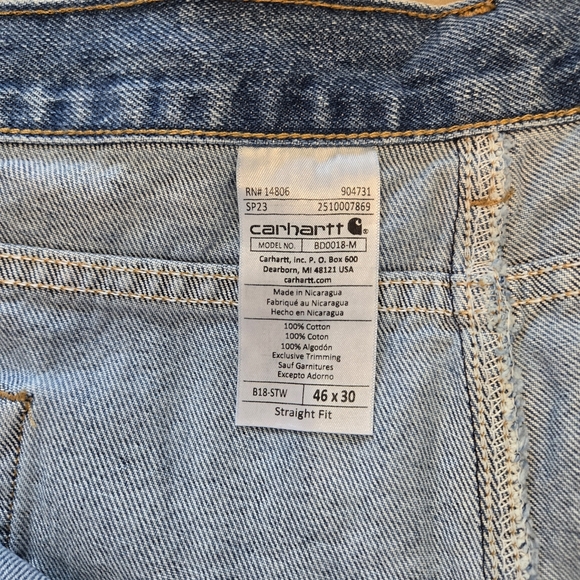 RN# 14806 904731
SP23 2510007869
carhartt
MODEL NO. BD0018-M
Carhartt, Inc. P. O. Box 600
Dearborn, MI 48121 USA
carhartt.com
Made in Nicaragua
Fabriqué au Nicaragua
Hecho en Nicaragua
100% Cotton
100% Coton
100% Algodón
Exclusive Trimming
Sauf Garnitures
Excepto Adorno
B18-STW 46 x 30
Straight Fit